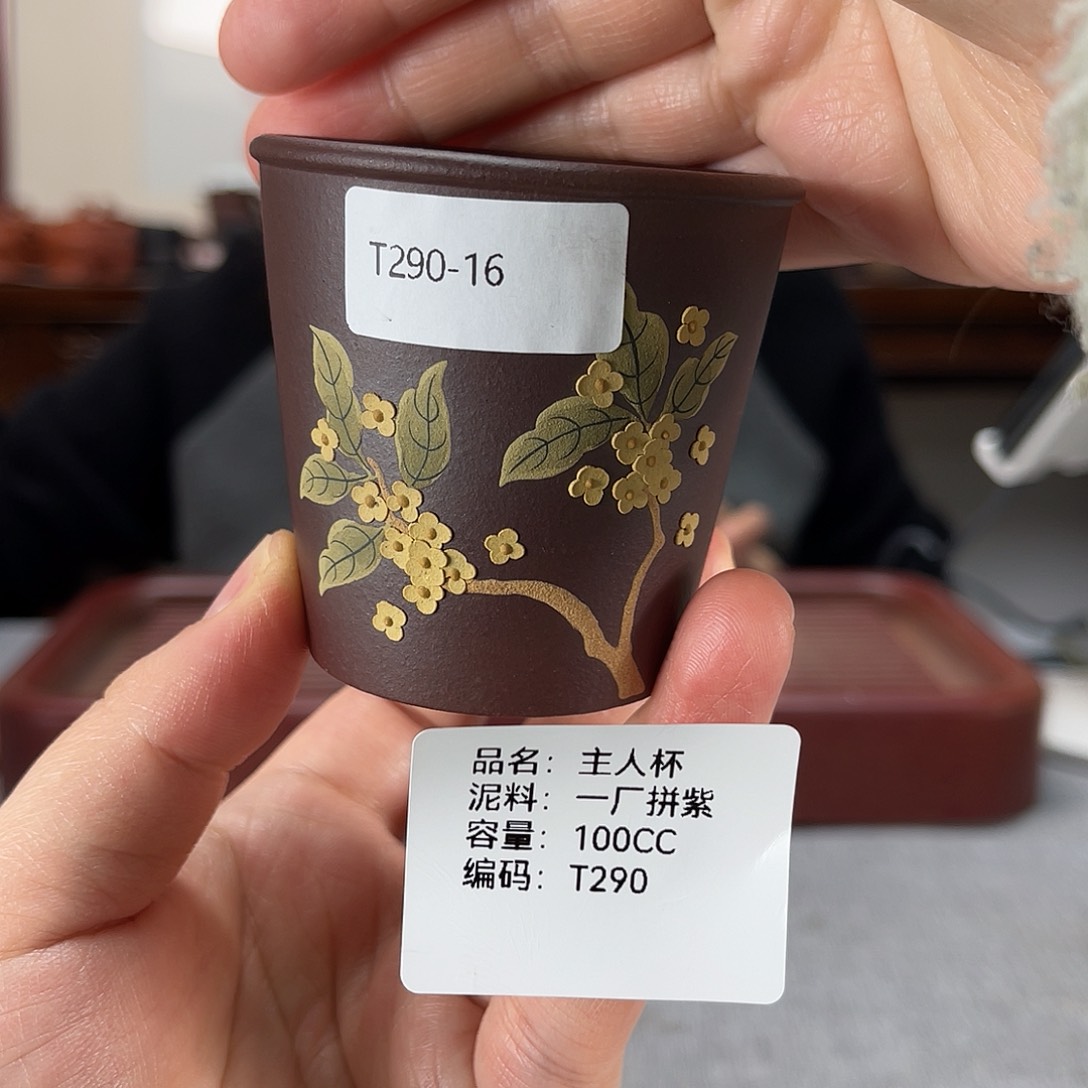 T290-16
品名：主人杯
泥料：一厂拼紫
容量：100CC
编码：T290